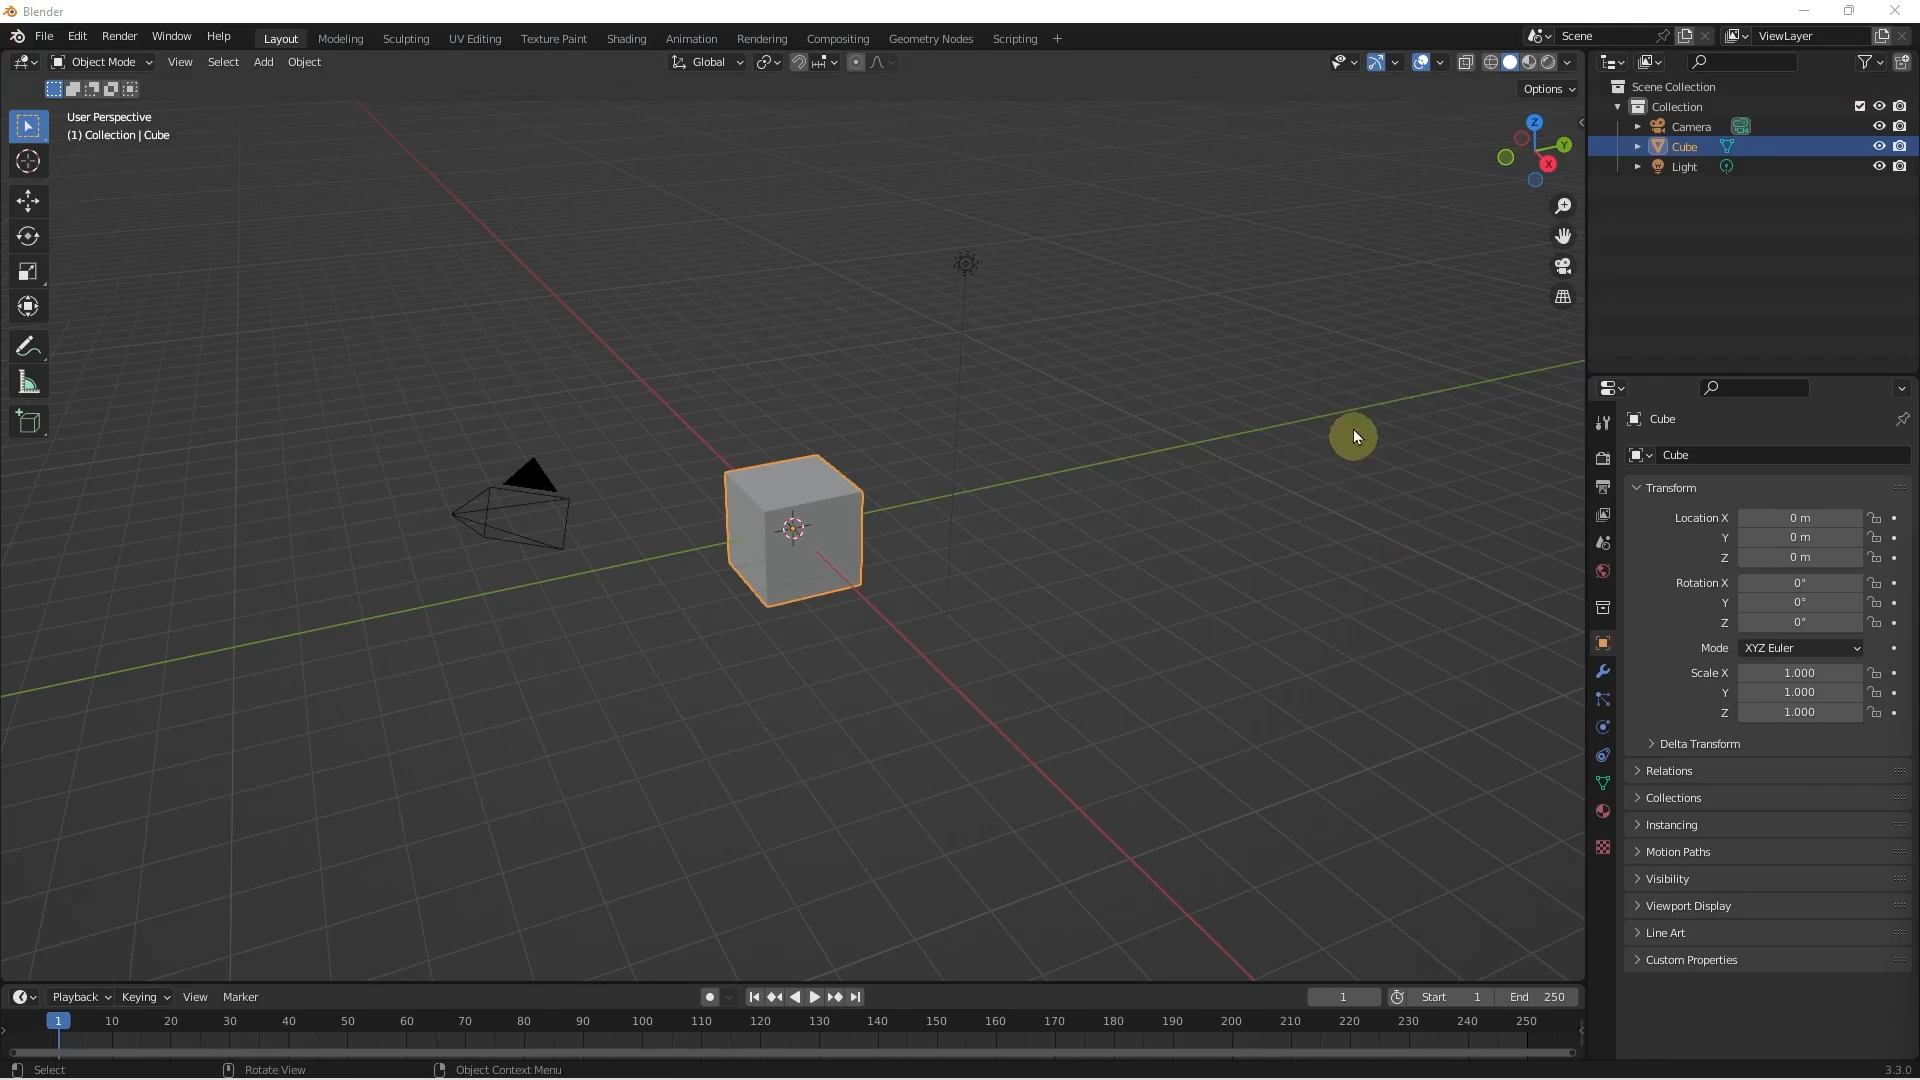 Blender
File Edit Render Window Help
Layout Modeling Sculpting UV Editing Texture Paint Shading Animation Rendering Compositing Geometry Nodes Scripting +
Scene
ViewLayer
Object Mode View Select Add Object
Global
Options
User Perspective
(1) Collection | Cube
Z
Y
X
Scene Collection
Collection
Camera
Cube
Light
Cube
Cube
Transform
Location X 0 m
Y 0 m
Z 0 m
Rotation X 0°
Y 0°
Z 0°
Mode XYZ Euler
Scale X 1.000
Y 1.000
Z 1.000
Delta Transform
Relations
Collections
Instancing
Motion Paths
Visibility
Viewport Display
Line Art
Custom Properties
Playback Keying View Marker
1 Start 1 End 250
1 10 20 30 40 50 60 70 80 90 100 110 120 130 140 150 160 170 180 190 200 210 220 230 240 250
Select Rotate View Object Context Menu 3.3.0